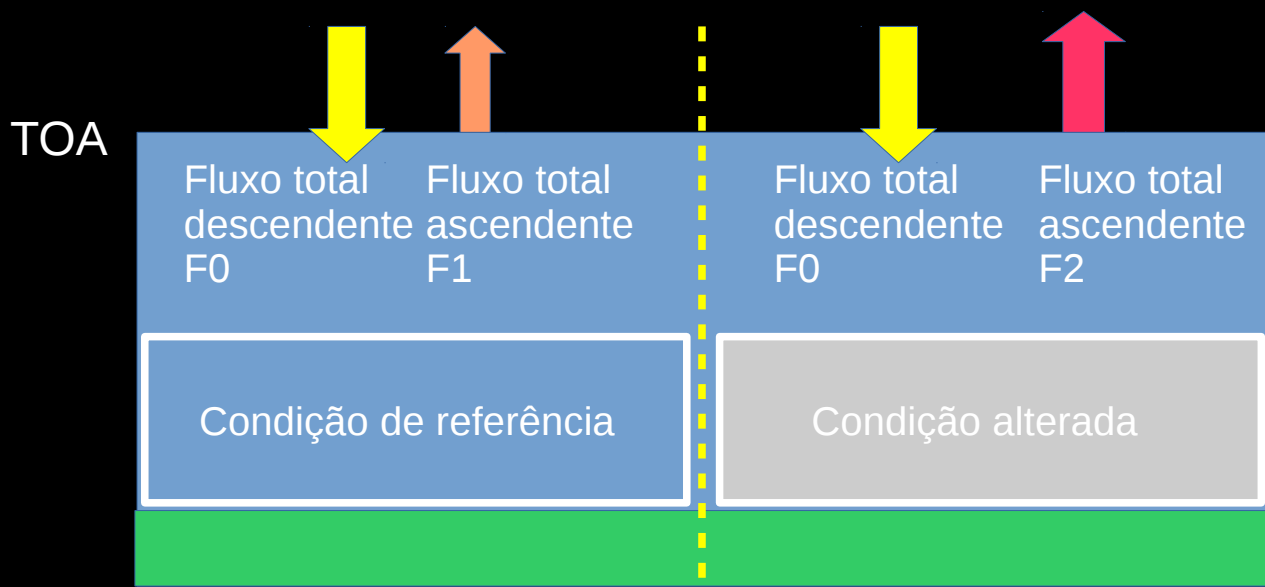 TOA
Fluxo total
descendente
F0
Fluxo total
ascendente
F1
Fluxo total
descendente
F0
Fluxo total
ascendente
F2
Condição de referência
Condição alterada